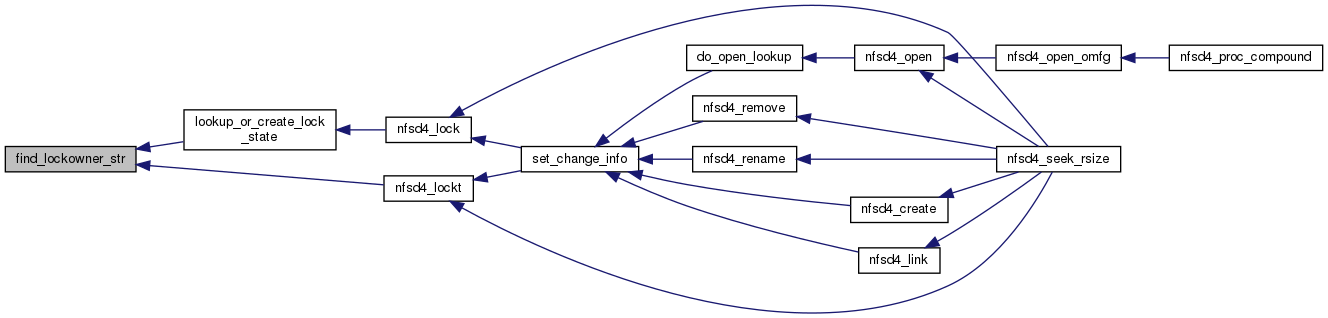 find_lockowner_str
lookup_or_create_lock
_state
nfsd4_lockt
nfsd4_lock
set_change_info
do_open_lookup
nfsd4_remove
nfsd4_rename
nfsd4_create
nfsd4_link
nfsd4_open
nfsd4_open_omfg
nfsd4_proc_compound
nfsd4_seek_rsize